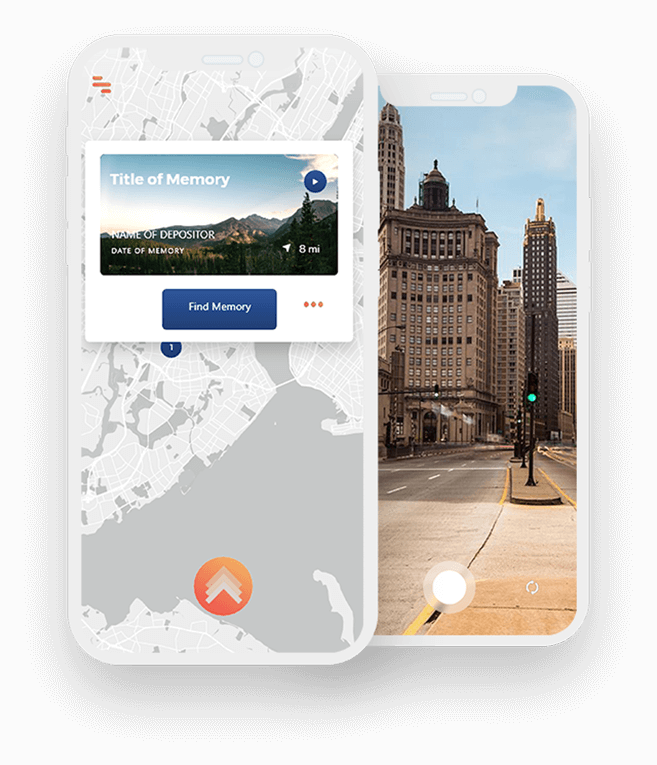 Title of Memory
NAME OF DEPOSITOR
DATE OF MEMORY
8 mi
Find Memory
1